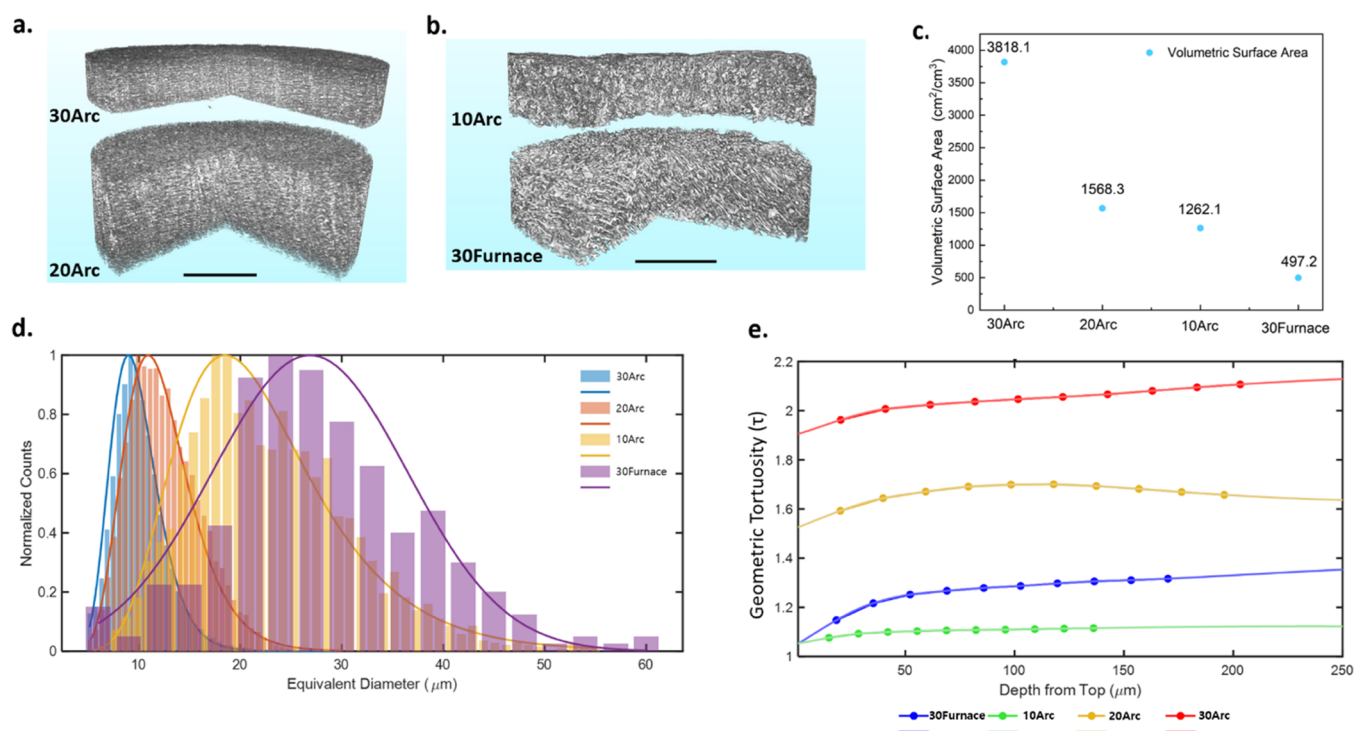 a.
30Arc
20Arc
b.
10Arc
30Furnace
c.
Volumetric Surface Area (cm²/cm³)
4000
3750
3500
3000
2500
2000
1500
1000
500
0
3818.1
1568.3
1262.1
497.2
Volumetric Surface Area
30Arc 20Arc 10Arc 30Furnace
d.
Normalized Counts
1
0.8
0.6
0.4
0.2
0
10 20 30 40 50 60
Equivalent Diameter (μm)
30Arc
20Arc
10Arc
30Furnace
e.
Geometric Tortuosity (τ)
2.2
2
1.8
1.6
1.4
1.2
1
50 100 150 200 250
Depth from Top (μm)
30Furnace 10Arc 20Arc 30Arc